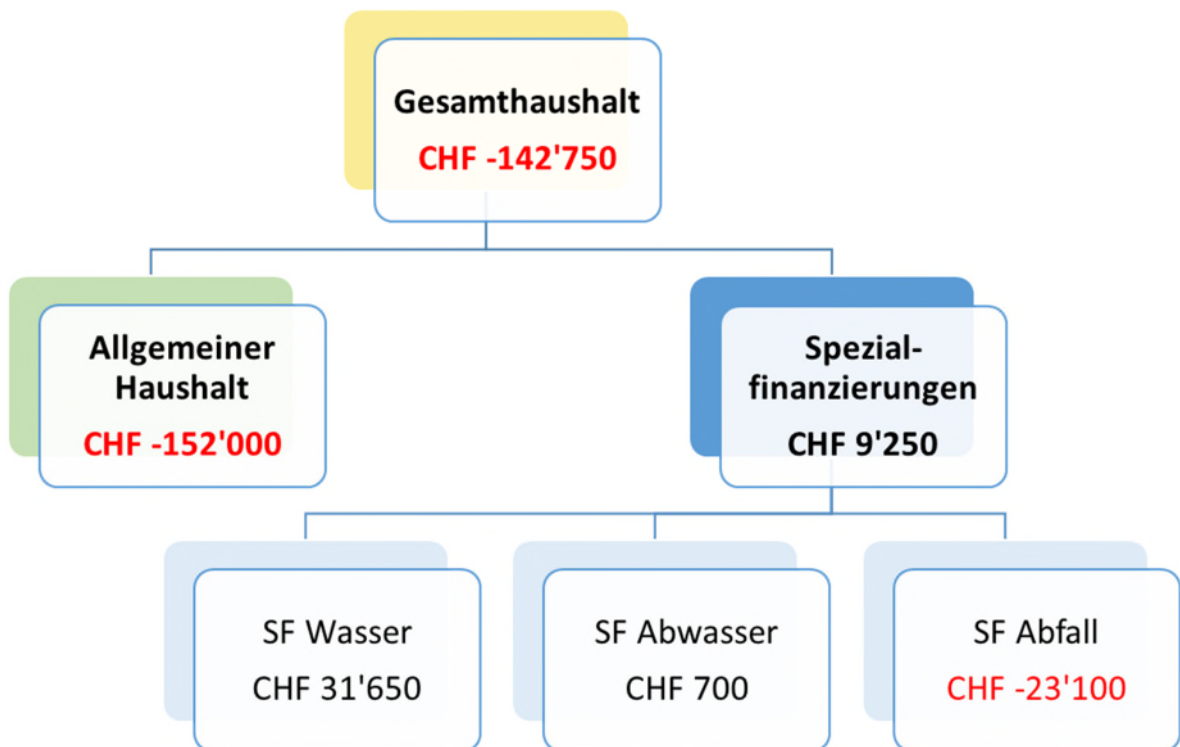 Gesamthaushalt
CHF -142'750
Allgemeiner
Haushalt
CHF -152'000
Spezial-
finanzierungen
CHF 9'250
SF Wasser
CHF 31'650
SF Abwasser
CHF 700
SF Abfall
CHF -23'100